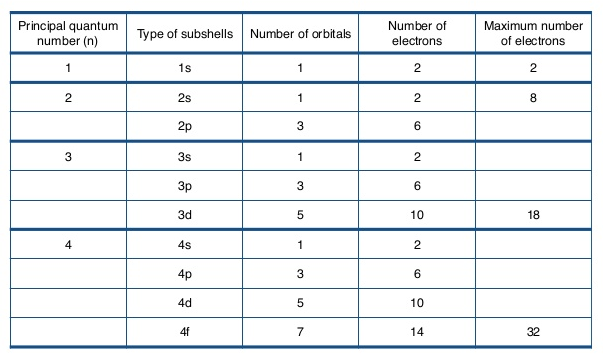 Principal quantum number (n) Type of subshells Number of orbitals Number of electrons Maximum number of electrons
1 1s 1 2 2
2 2s 1 2 8
2p 3 6
3 3s 1 2
3p 3 6
3d 5 10 18
4 4s 1 2
4p 3 6
4d 5 10
4f 7 14 32